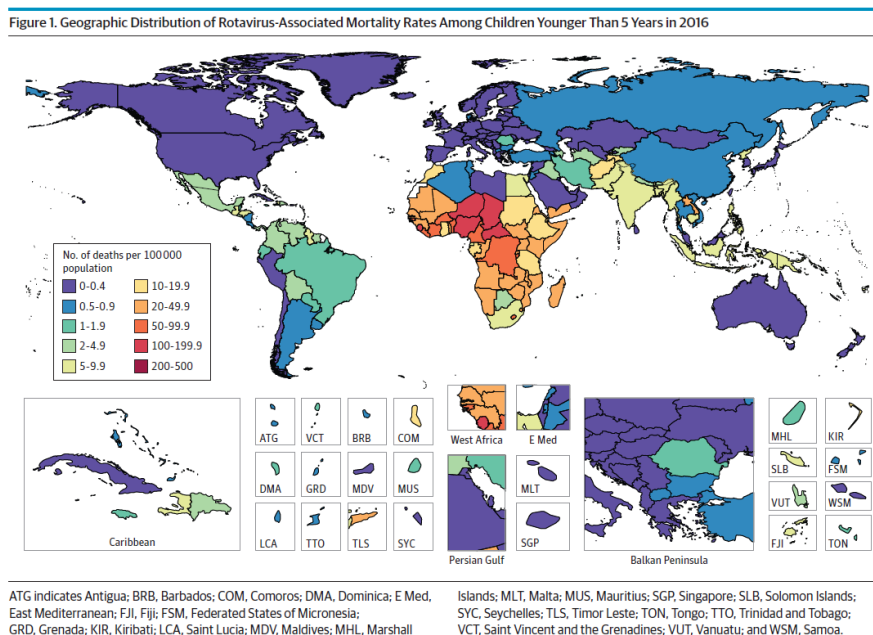 Figure 1. Geographic Distribution of Rotavirus-Associated Mortality Rates Among Children Younger Than 5 Years in 2016
No. of deaths per 100 000
population
0-0.4
0.5-0.9
1-1.9
2-4.9
5-9.9
10-19.9
20-49.9
50-99.9
100-199.9
200-500
Caribbean
ATG
VCT
BRB
COM
DMA
GRD
MDV
MUS
LCA
TTO
TLS
SYC
West Africa
E Med
Persian Gulf
MLT
SGP
Balkan Peninsula
MHL
KIR
SLB
FSM
VUT
WSM
FJI
TON
ATG indicates Antigua; BRB, Barbados; COM, Comoros; DMA, Dominica; E Med,
East Mediterranean; FJI, Fiji; FSM, Federated States of Micronesia;
GRD, Grenada; KIR, Kiribati; LCA, Saint Lucia; MDV, Maldives; MHL, Marshall
Islands; MLT, Malta; MUS, Mauritius; SGP, Singapore; SLB, Solomon Islands;
SYC, Seychelles; TLS, Timor Leste; TON, Tongo; TTO, Trinidad and Tobago;
VCT, Saint Vincent and the Grenadines; VUT, Vanuatu; and WSM, Samoa.